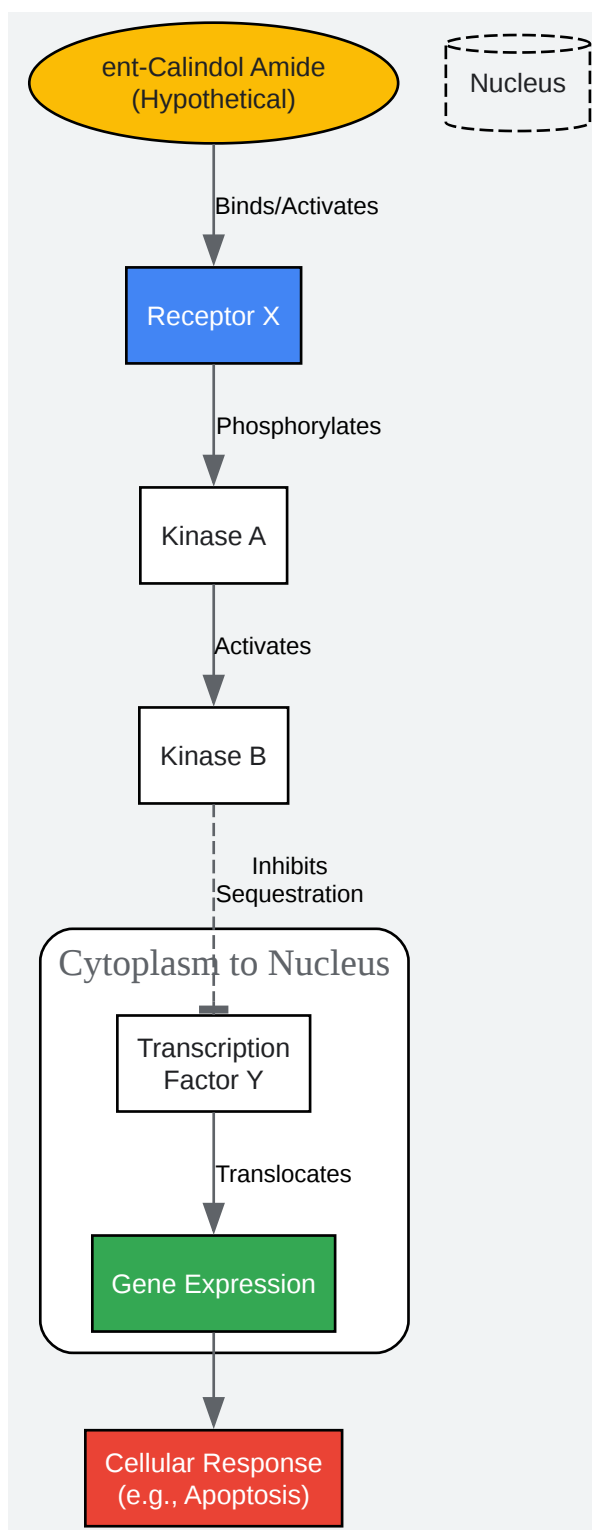 ent-Calindol Amide
(Hypothetical)
Nucleus
Binds/Activates
Receptor X
Phosphorylates
Kinase A
Activates
Kinase B
Inhibits
Sequestration
Cytoplasm to Nucleus
Transcription
Factor Y
Translocates
Gene Expression
Cellular Response
(e.g., Apoptosis)